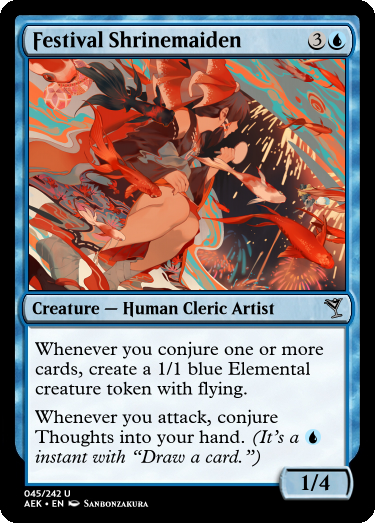 Festival Shrinemaiden 3
Creature — Human Cleric Artist
Whenever you conjure one or more
cards, create a 1/1 blue Elemental
creature token with flying.
Whenever you attack, conjure
Thoughts into your hand. (It's a
instant with “Draw a card.”)
1/4
045/242 U
AEK • EN SANBONZAKURA